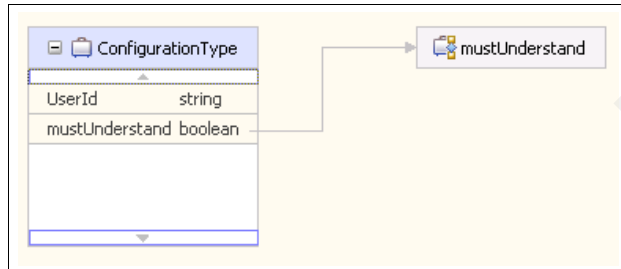 ConfigurationType
mustUnderstand
UserId string
mustUnderstand boolean